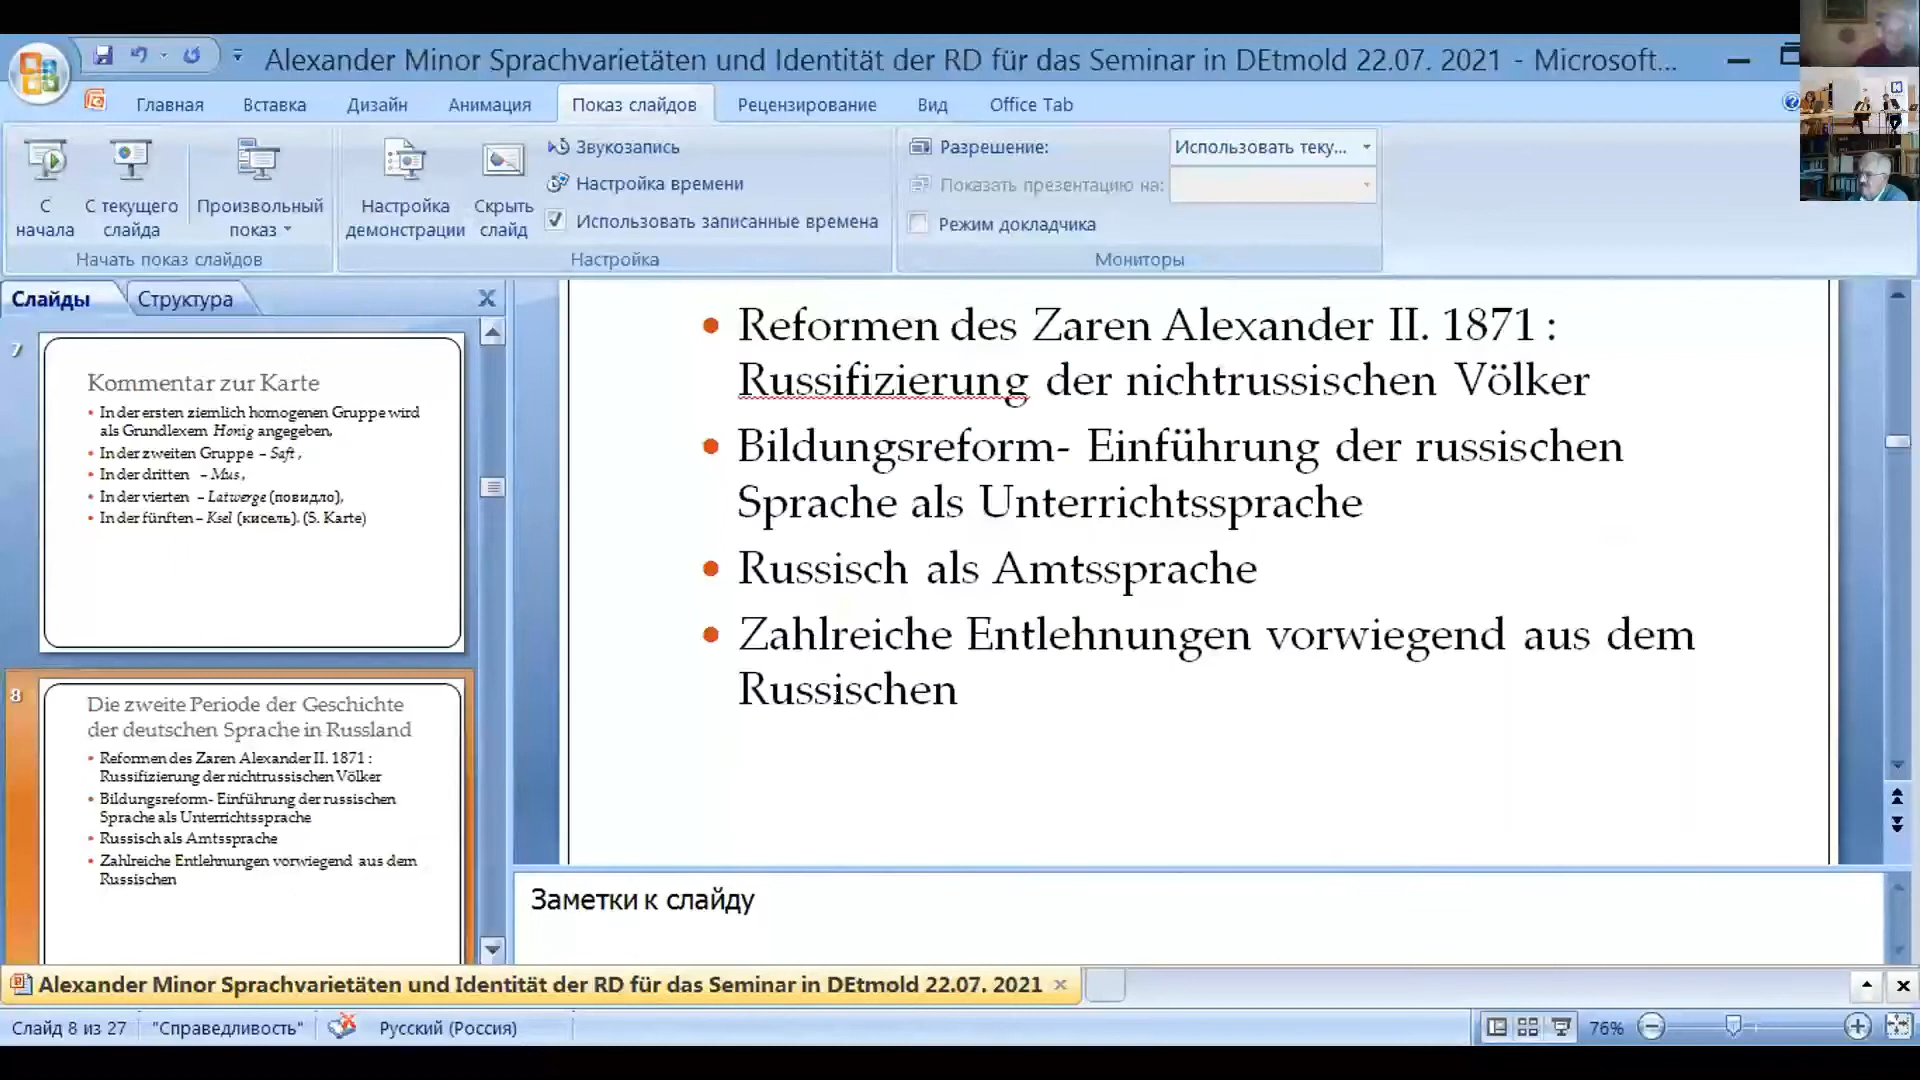 Alexander Minor Sprachvarietäten und Identität der RD für das Seminar in DEtmold 22.07. 2021 - Microsoft...
Главная Вставка Дизайн Анимация Показ слайдов Рецензирование Вид Office Tab
С начала
С текущего слайда
Произвольный показ
Начать показ слайдов
Настройка демонстрации
Скрыть слайд
Звукозапись
Настройка времени
Использовать записанные времена
Настройка
Разрешение: Использовать теку...
Показать презентацию на:
Режим докладчика
Мониторы
Слайды Структура
7
Kommentar zur Karte
• In der ersten ziemlich homogenen Gruppe wird
als Grundlexem Honig angegeben,
• In der zweiten Gruppe – Saft ,
• In der dritten – Mus ,
• In der vierten – Latwerge (повидло),
• In der fünften – Ksel (кисель). (S. Karte)
8
Die zweite Periode der Geschichte
der deutschen Sprache in Russland
• Reformen des Zaren Alexander II. 1871 :
Russifizierung der nichtrussischen Völker
• Bildungsreform- Einführung der russischen
Sprache als Unterrichtssprache
• Russisch als Amtssprache
• Zahlreiche Entlehnungen vorwiegend aus dem
Russischen
• Reformen des Zaren Alexander II. 1871 :
Russifizierung der nichtrussischen Völker
• Bildungsreform- Einführung der russischen
Sprache als Unterrichtssprache
• Russisch als Amtssprache
• Zahlreiche Entlehnungen vorwiegend aus dem
Russischen
Заметки к слайду
Alexander Minor Sprachvarietäten und Identität der RD für das Seminar in DEtmold 22.07. 2021
Слайд 8 из 27 "Справедливость" Русский (Россия) 76%